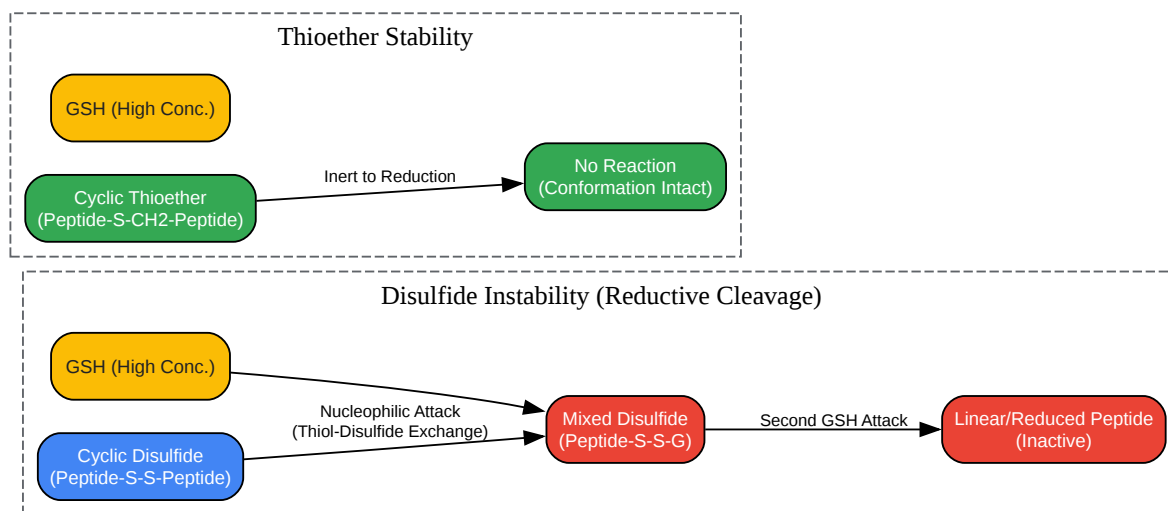 Thioether Stability
GSH (High Conc.)
Cyclic Thioether
(Peptide-S-CH2-Peptide)
Inert to Reduction
No Reaction
(Conformation Intact)
Disulfide Instability (Reductive Cleavage)
GSH (High Conc.)
Cyclic Disulfide
(Peptide-S-S-Peptide)
Nucleophilic Attack
(Thiol-Disulfide Exchange)
Mixed Disulfide
(Peptide-S-S-G)
Second GSH Attack
Linear/Reduced Peptide
(Inactive)